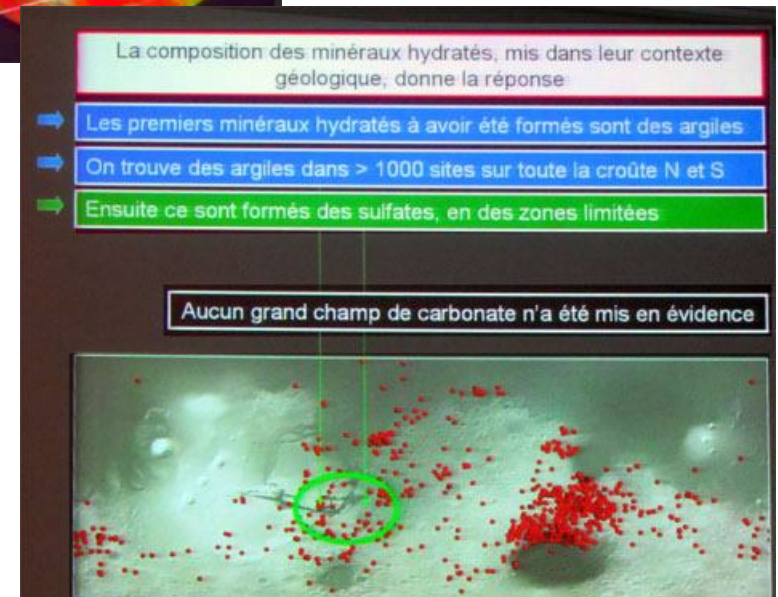 La composition des minéraux hydratés, mis dans leur contexte
géologique, donne la réponse
Les premiers minéraux hydratés à avoir été formés sont des argiles
On trouve des argiles dans > 1000 sites sur toute la croûte N et S
Ensuite ce sont formés des sulfates, en des zones limitées
Aucun grand champ de carbonate n'a été mis en évidence